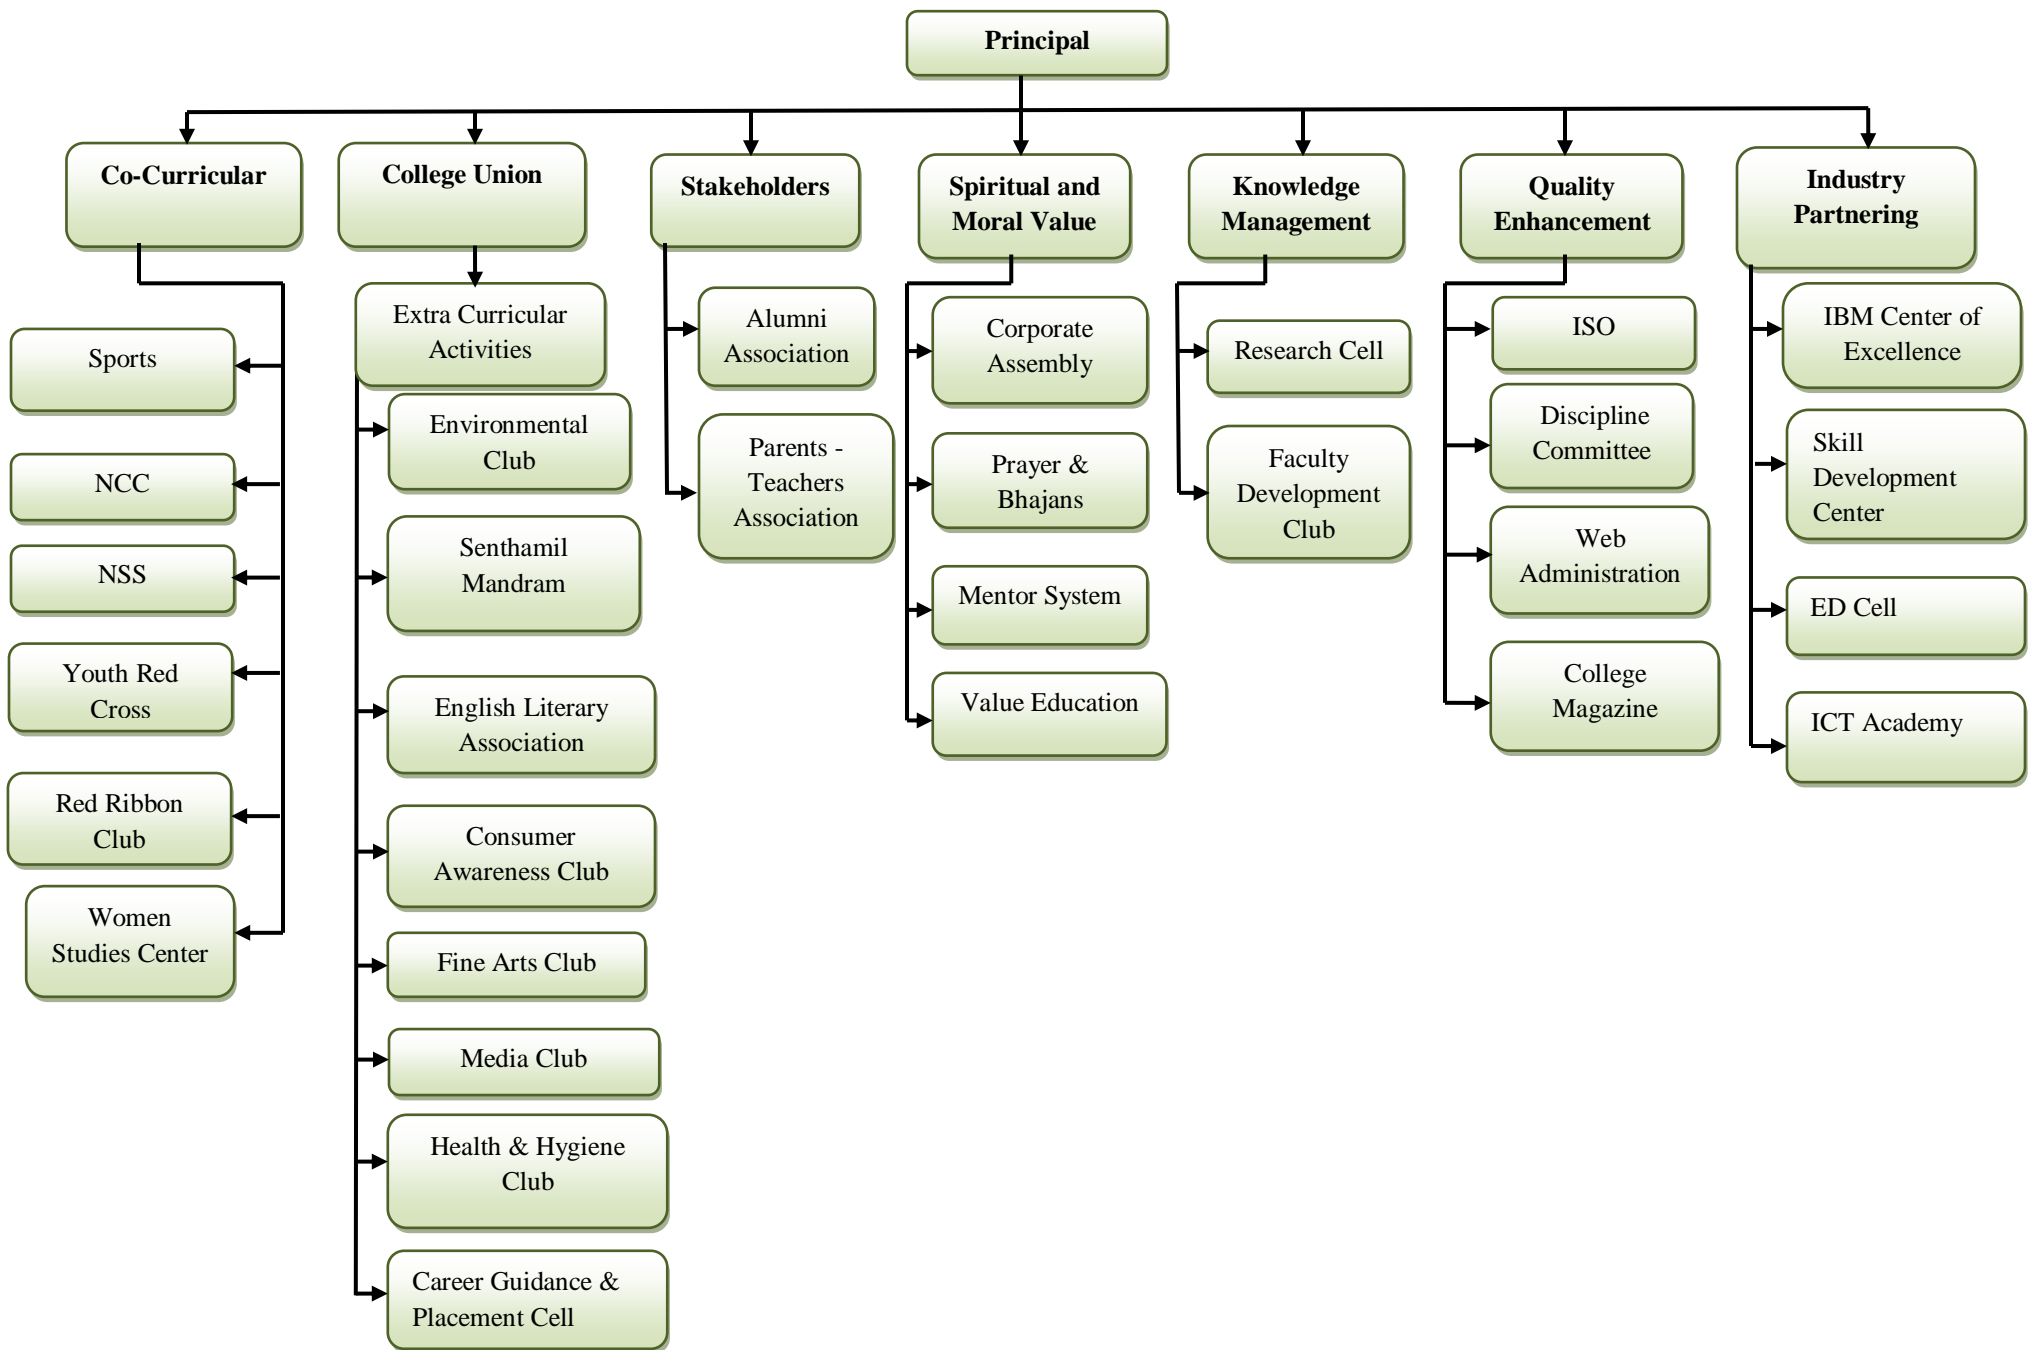 Principal
Co-Curricular
College Union
Stakeholders
Spiritual and
Moral Value
Knowledge
Management
Quality
Enhancement
Industry
Partnering
Sports
NCC
NSS
Youth Red
Cross
Red Ribbon
Club
Women
Studies Center
Extra Curricular
Activities
Environmental
Club
Senthamil
Mandram
English Literary
Association
Consumer
Awareness Club
Fine Arts Club
Media Club
Health & Hygiene
Club
Career Guidance &
Placement Cell
Alumni
Association
Parents -
Teachers
Association
Corporate
Assembly
Prayer &
Bhajans
Mentor System
Value Education
Research Cell
Faculty
Development
Club
ISO
Discipline
Committee
Web
Administration
College
Magazine
IBM Center of
Excellence
Skill
Development
Center
ED Cell
ICT Academy